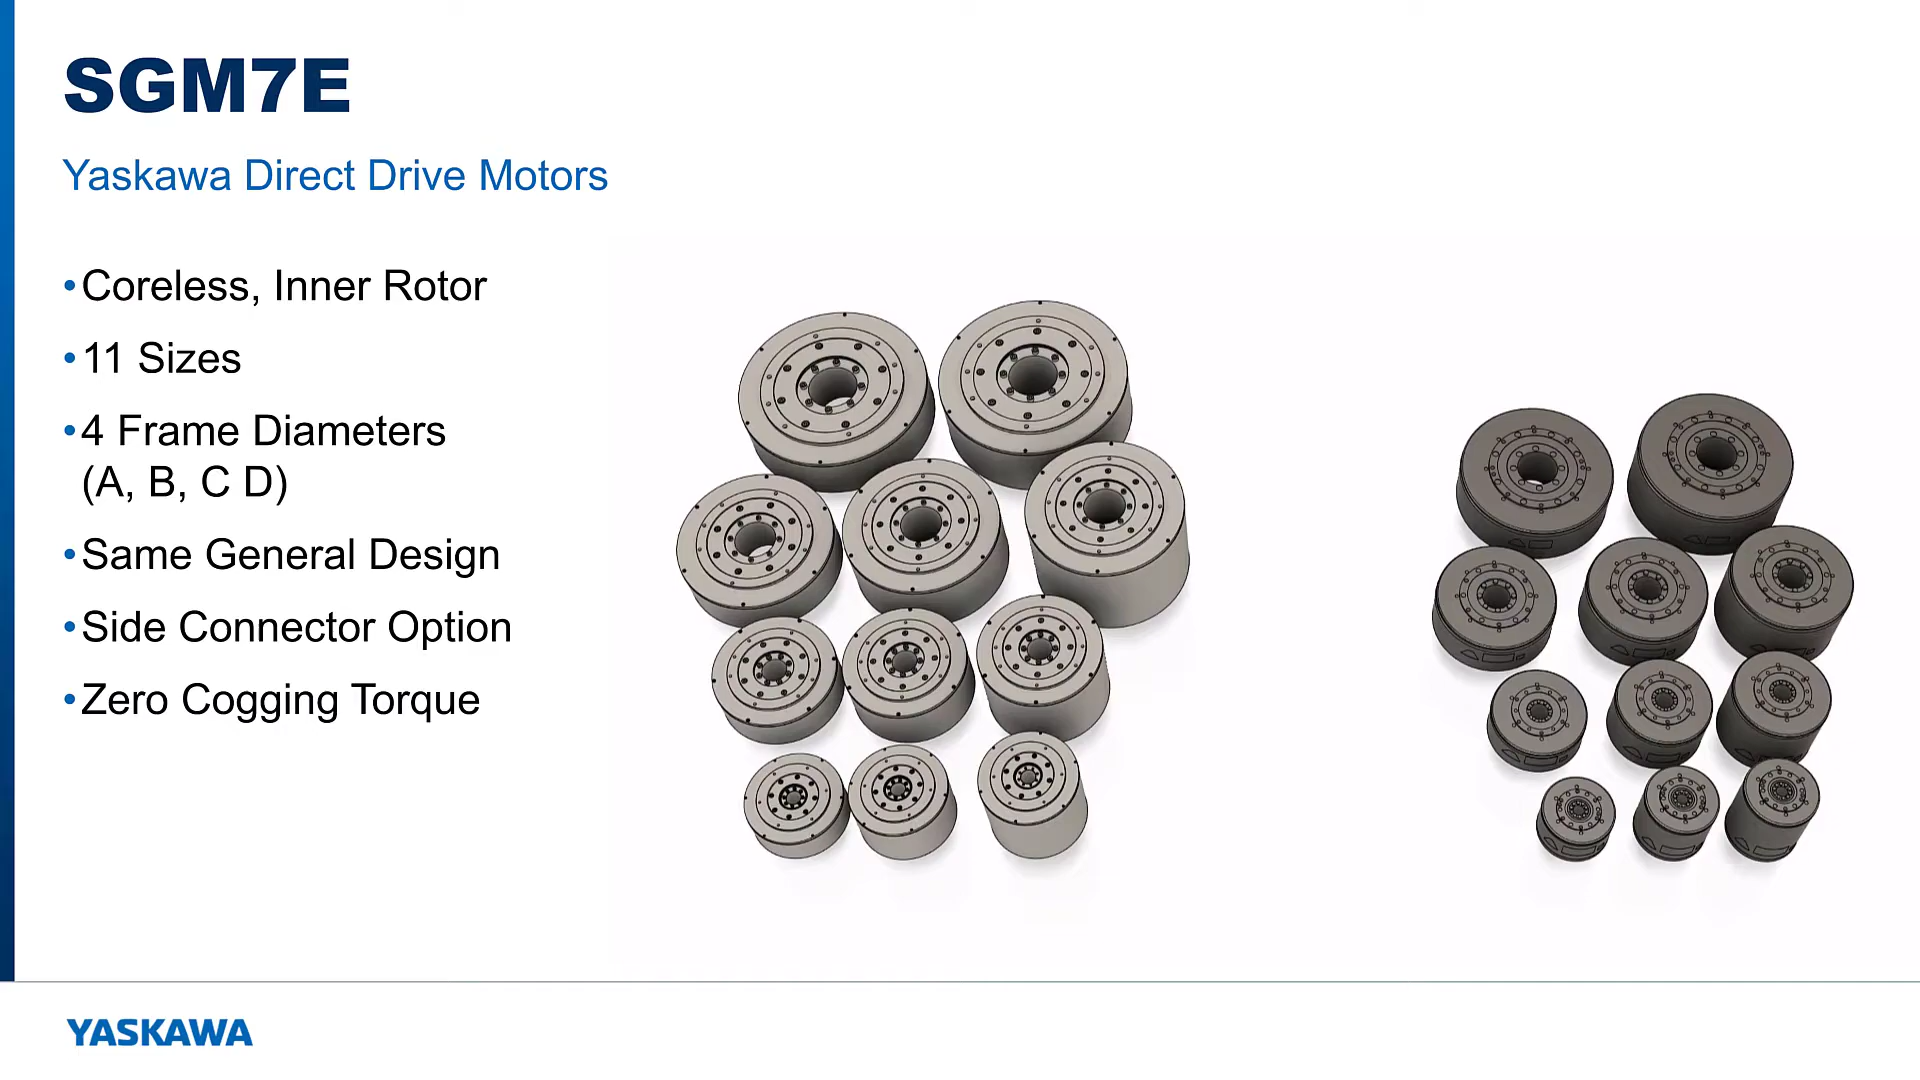 SGM7E
Yaskawa Direct Drive Motors
•Coreless, Inner Rotor
•11 Sizes
•4 Frame Diameters
(A, B, C D)
•Same General Design
•Side Connector Option
•Zero Cogging Torque
YASKAWA